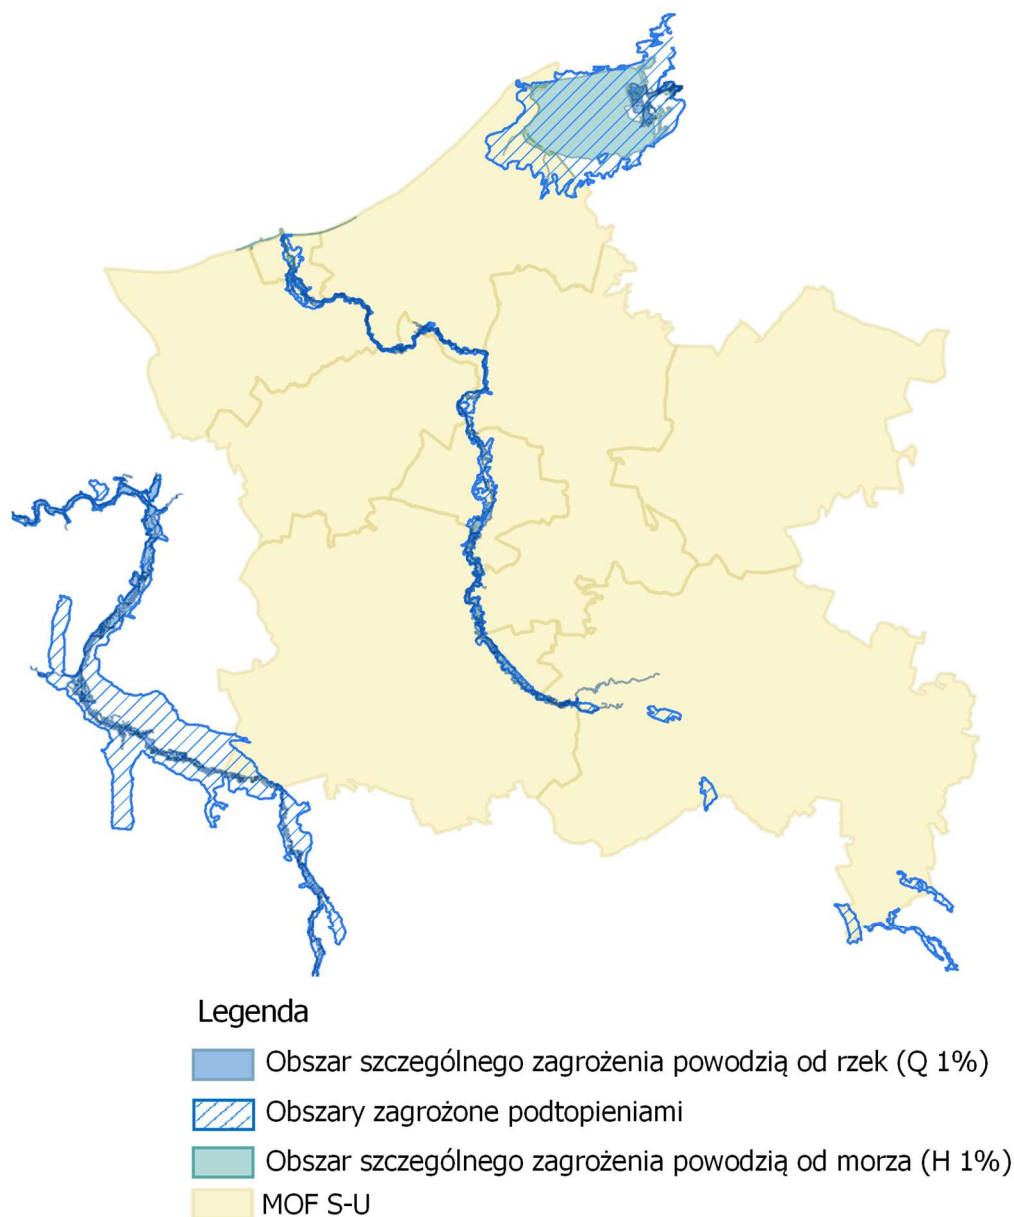 Legenda
Obszar szczególnego zagrożenia powodzią od rzek (Q 1%)
Obszary zagrożone podtopieniami
Obszar szczególnego zagrożenia powodzią od morza (H 1%)
MOF S-U